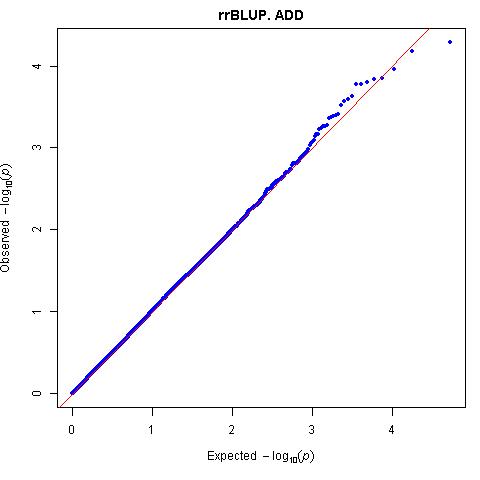 rrBLUP. ADD
Observed −log10(p)
4
3
2
1
0
0 1 2 3 4
Expected −log10(p)